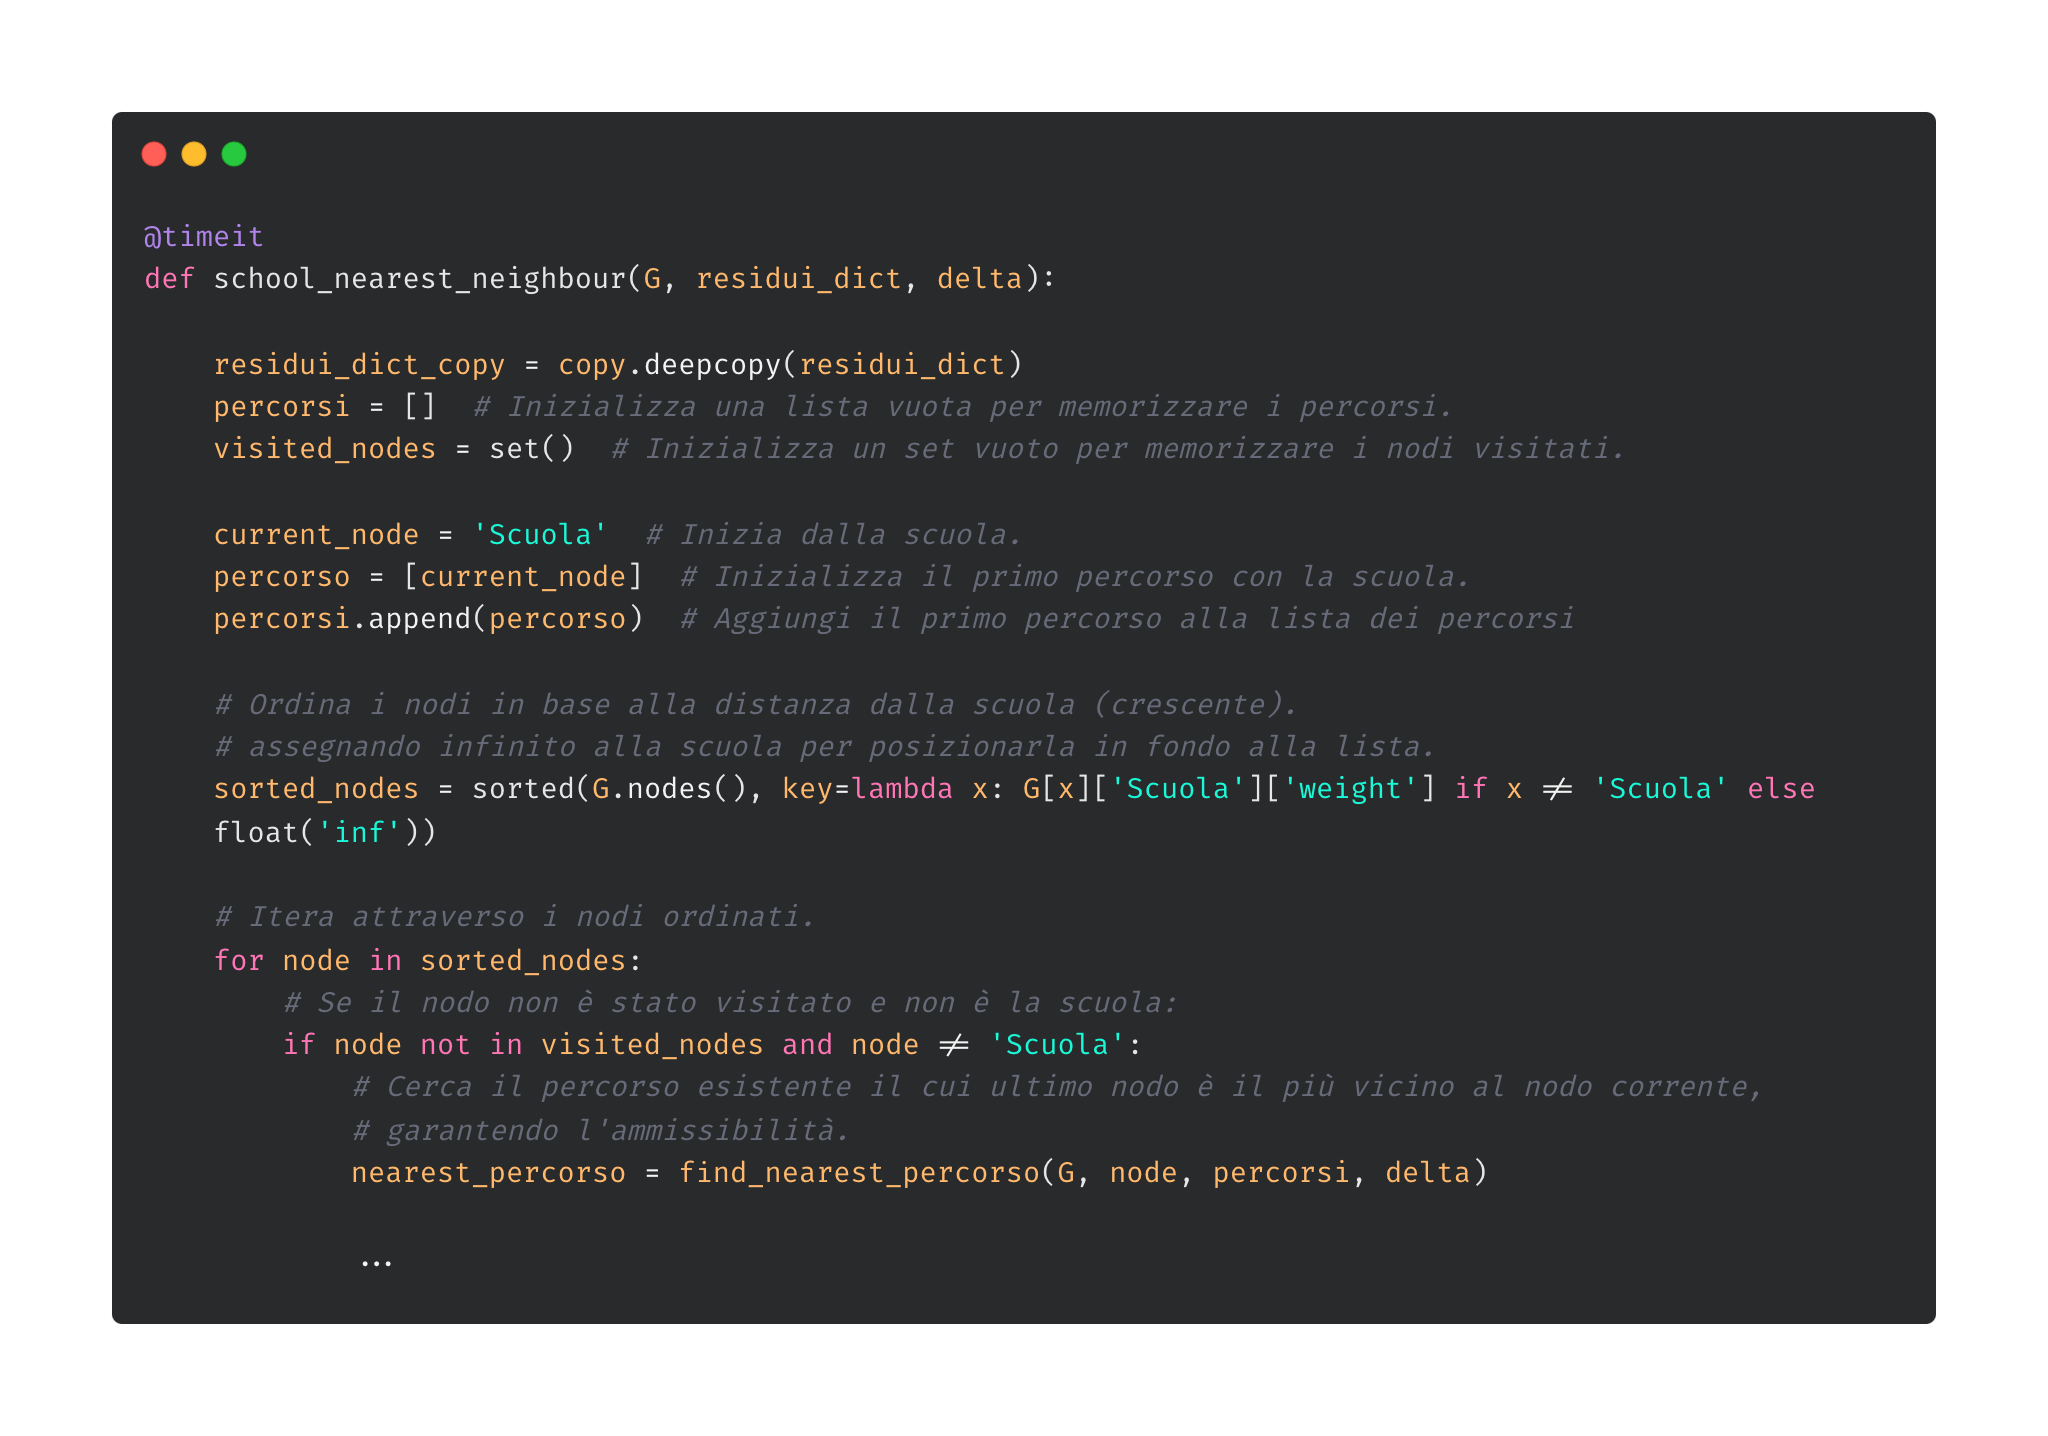 @timeit
def school_nearest_neighbour(G, residui_dict, delta):
    residui_dict_copy = copy.deepcopy(residui_dict)
    percorsi = []  # Inizializza una lista vuota per memorizzare i percorsi.
    visited_nodes = set()  # Inizializza un set vuoto per memorizzare i nodi visitati.
    current_node = 'Scuola'  # Inizia dalla scuola.
    percorso = [current_node]  # Inizializza il primo percorso con la scuola.
    percorsi.append(percorso)  # Aggiungi il primo percorso alla lista dei percorsi
    # Ordina i nodi in base alla distanza dalla scuola (crescente).
    # assegnando infinito alla scuola per posizionarla in fondo alla lista.
    sorted_nodes = sorted(G.nodes(), key=lambda x: G[x]['Scuola']['weight'] if x != 'Scuola' else
    float('inf'))
    # Itera attraverso i nodi ordinati.
    for node in sorted_nodes:
        # Se il nodo non è stato visitato e non è la scuola:
        if node not in visited_nodes and node != 'Scuola':
            # Cerca il percorso esistente il cui ultimo nodo è il più vicino al nodo corrente,
            # garantendo l'ammissibilità.
            nearest_percorso = find_nearest_percorso(G, node, percorsi, delta)
            ...